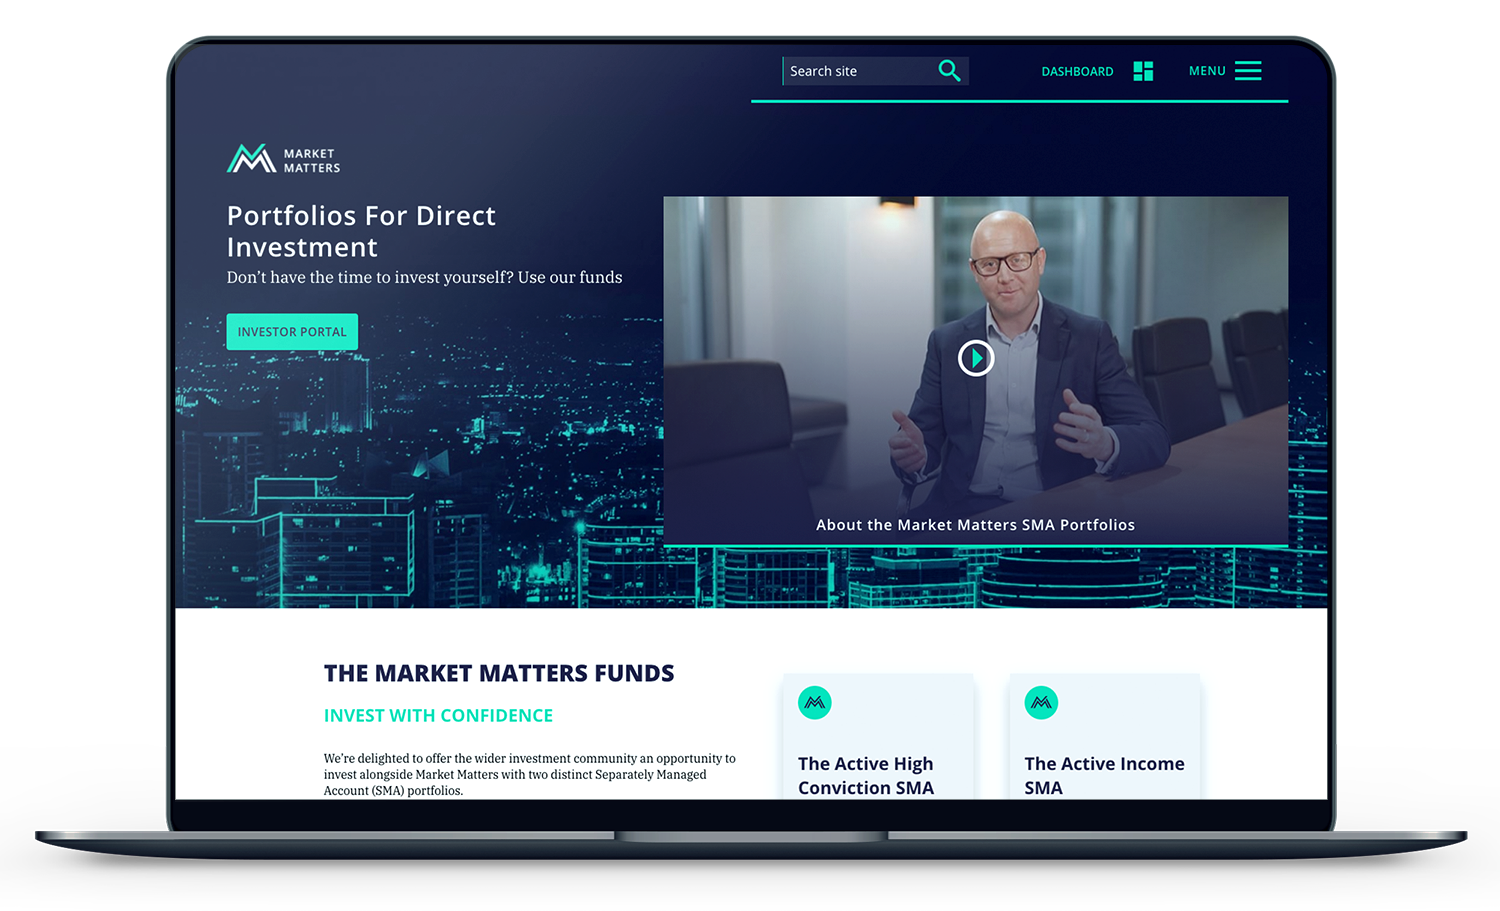 Search site
DASHBOARD
MENU
MARKET
MATTERS
Portfolios For Direct
Investment
Don’t have the time to invest yourself? Use our funds
INVESTOR PORTAL
About the Market Matters SMA Portfolios
THE MARKET MATTERS FUNDS
INVEST WITH CONFIDENCE
We’re delighted to offer the wider investment community an opportunity to
invest alongside Market Matters with two distinct Separately Managed
Account (SMA) portfolios.
The Active High
Conviction SMA
The Active Income
SMA